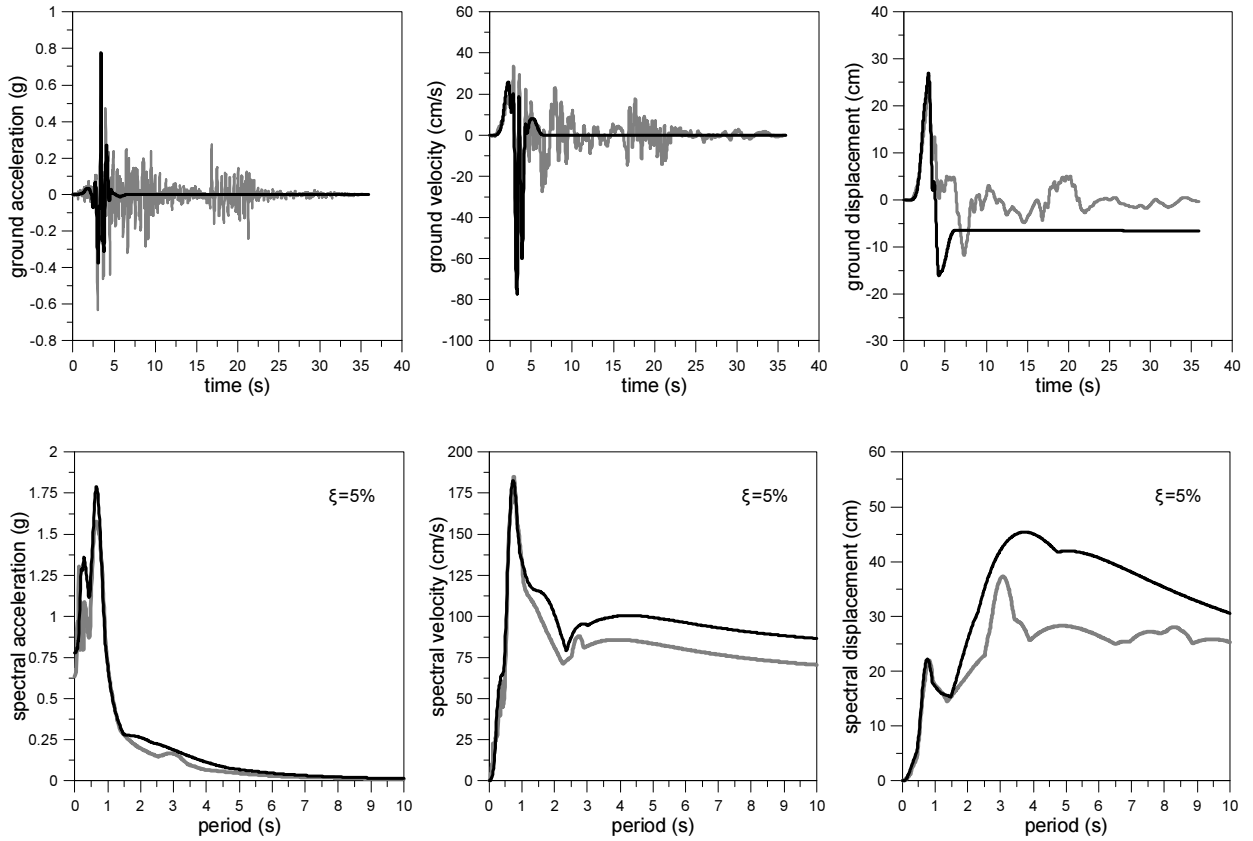 1
0.8
0.6
0.4
0.2
0
-0.2
-0.4
-0.6
-0.8
ground acceleration (g)
0 5 10 15 20 25 30 35 40
time (s)
60
40
20
0
-20
-40
-60
-80
-100
ground velocity (cm/s)
0 5 10 15 20 25 30 35 40
time (s)
40
30
20
10
0
-10
-20
-30
ground displacement (cm)
0 5 10 15 20 25 30 35 40
time (s)
2
1.75
1.5
1.25
1
0.75
0.5
0.25
0
spectral acceleration (g)
ξ=5%
0 1 2 3 4 5 6 7 8 9 10
period (s)
200
175
150
125
100
75
50
25
0
spectral velocity (cm/s)
ξ=5%
0 1 2 3 4 5 6 7 8 9 10
period (s)
60
50
40
30
20
10
0
spectral displacement (cm)
ξ=5%
0 1 2 3 4 5 6 7 8 9 10
period (s)